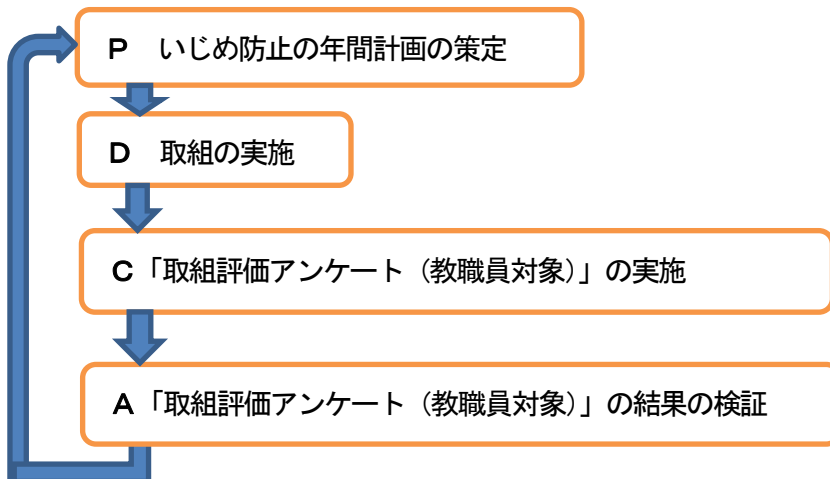 P　いじめ防止の年間計画の策定
D　取組の実施
C「取組評価アンケート（教職員対象）」の実施
A「取組評価アンケート（教職員対象）」の結果の検証